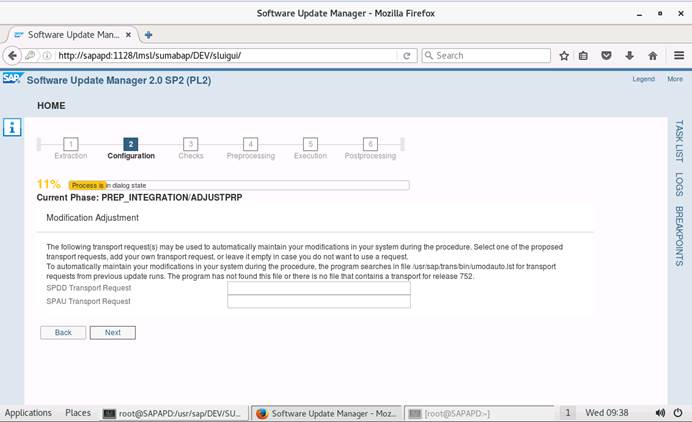 Software Update Manager - Mozilla Firefox
Software Update Manager ...
http://sapapd:1128/lmsl/sumabap/DEV/sluigui/
Search
SAP Software Update Manager 2.0 SP2 (PL2)
Legend More
HOME
1 2 3 4 5 6
Extraction Configuration Checks Preprocessing Execution Postprocessing
11% Process is in dialog state
Current Phase: PREP_INTEGRATION/ADJUSTPRP
Modification Adjustment
The following transport request(s) may be used to automatically maintain your modifications in your system during the procedure. Select one of the proposed
transport requests, add your own transport request, or leave it empty in case you do not want to use a request.
To automatically maintain your modifications in your system during the procedure, the program searches in file /usr/sap/trans/bin/umodauto.lst for transport
requests from previous update runs. The program has not found this file or there is no file that contains a transport for release 752.
SPDD Transport Request
SPAU Transport Request
Back Next
TASK LIST
LOGS
BREAKPOINTS
Applications Places root@SAPAPD:/usr/sap/DEV/SU... Software Update Manager - Moz... [root@SAPAPD:~] 1 Wed 09:38